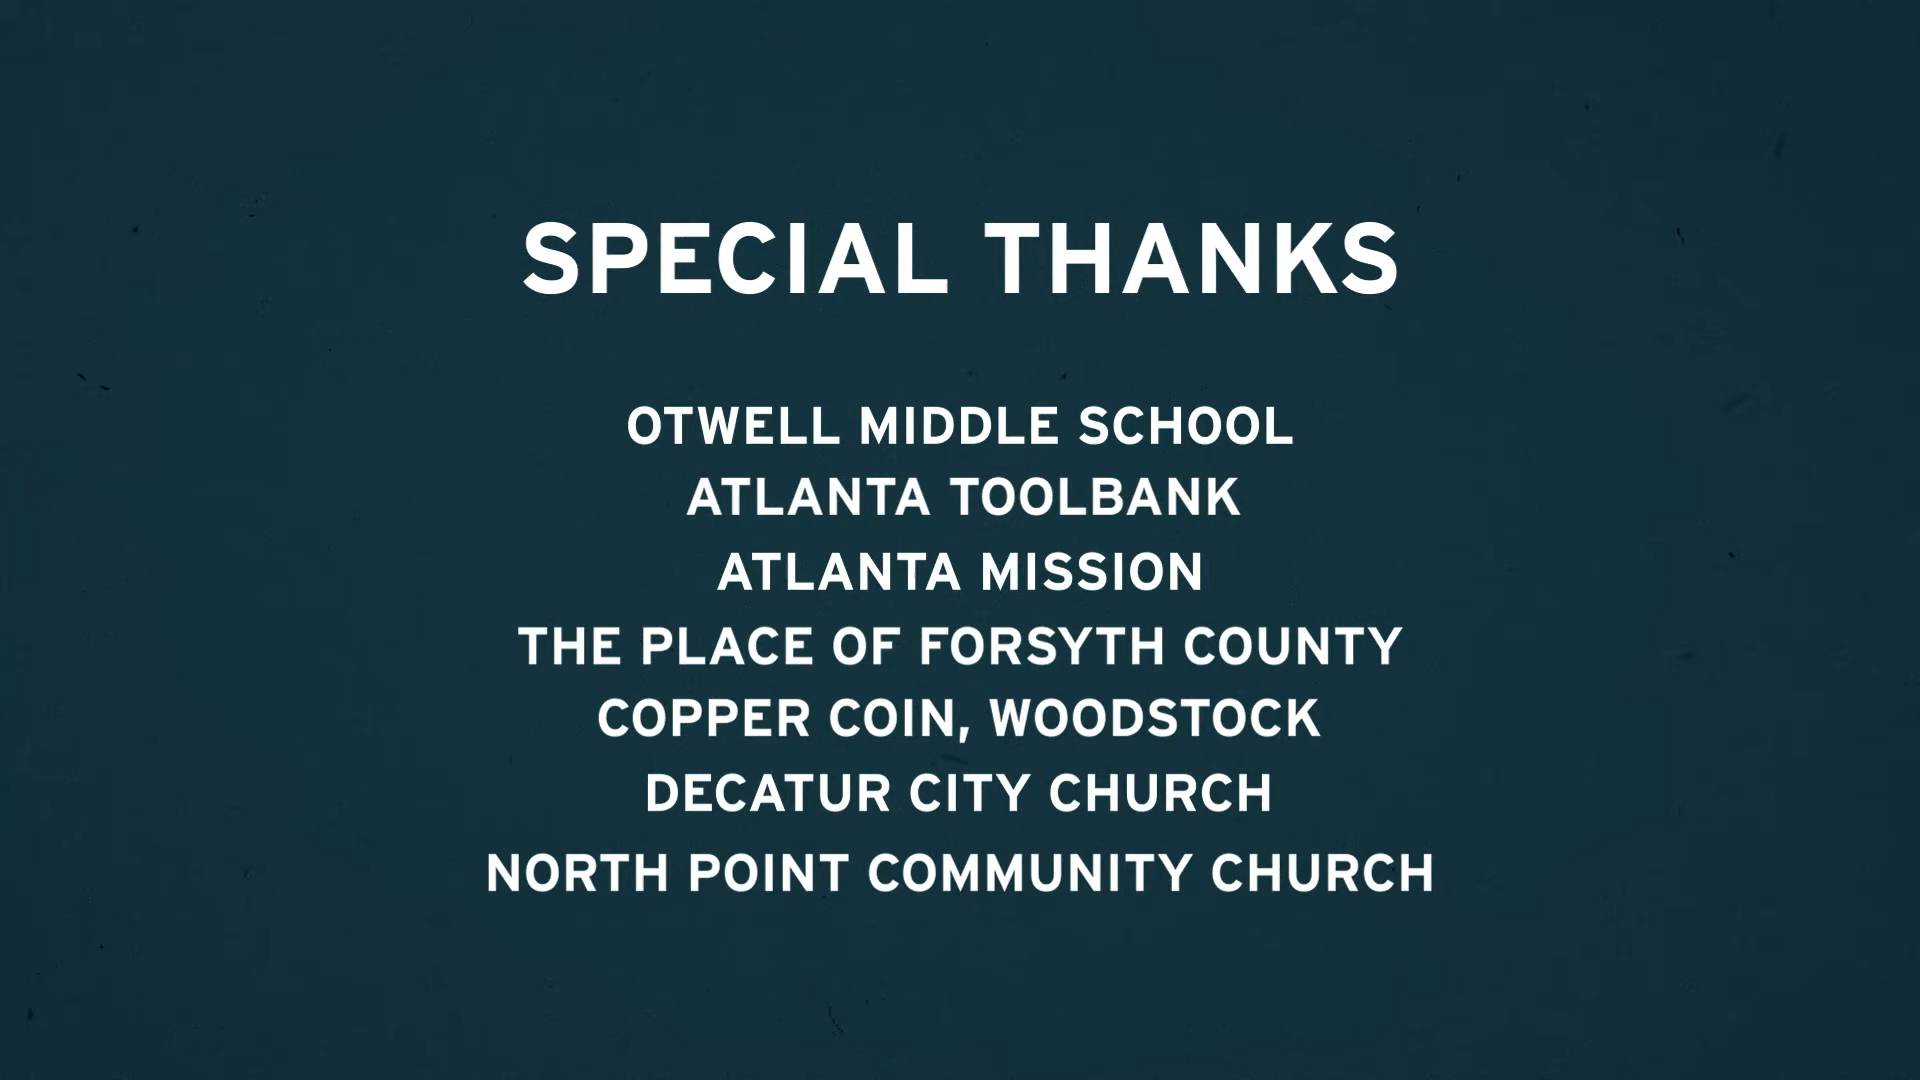 SPECIAL THANKS
OTWELL MIDDLE SCHOOL
ATLANTA TOOLBANK
ATLANTA MISSION
THE PLACE OF FORSYTH COUNTY
COPPER COIN, WOODSTOCK
DECATUR CITY CHURCH
NORTH POINT COMMUNITY CHURCH